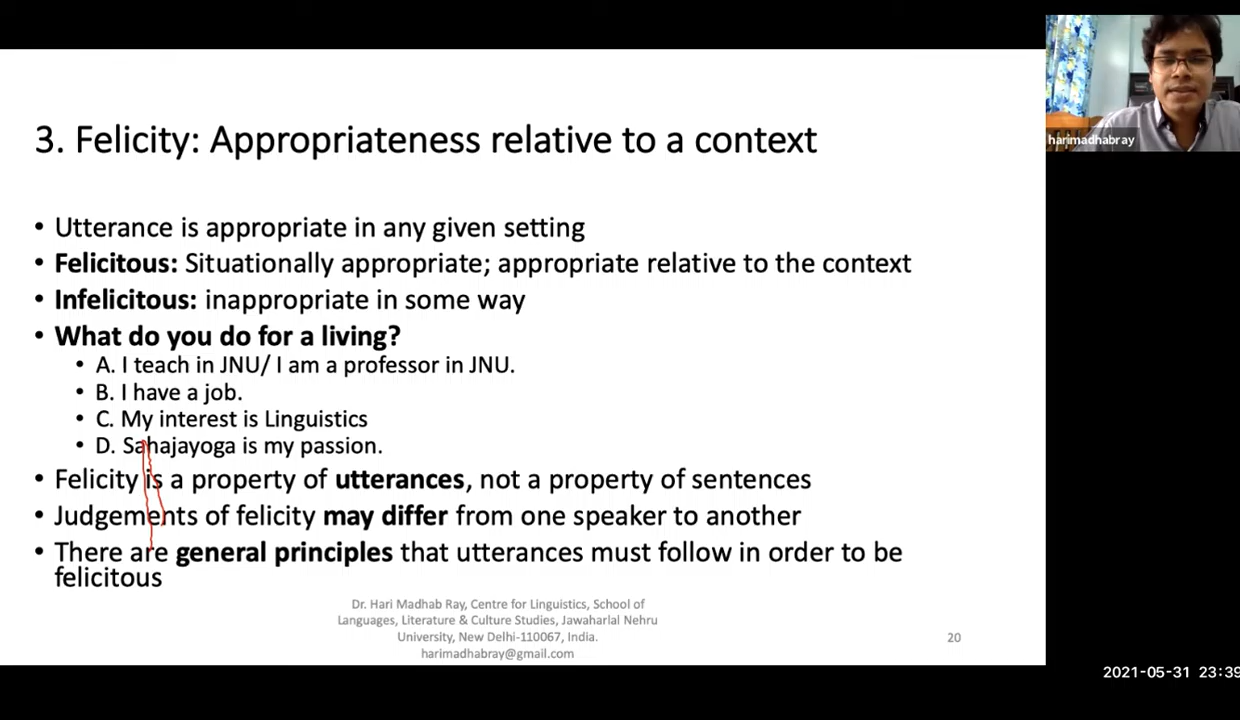 3. Felicity: Appropriateness relative to a context
harimadhabray
• Utterance is appropriate in any given setting
• Felicitous: Situationally appropriate; appropriate relative to the context
• Infelicitous: inappropriate in some way
• What do you do for a living?
• A. I teach in JNU/ I am a professor in JNU.
• B. I have a job.
• C. My interest is Linguistics
• D. Sahajayoga is my passion.
• Felicity is a property of utterances, not a property of sentences
• Judgements of felicity may differ from one speaker to another
• There are general principles that utterances must follow in order to be
felicitous
Dr. Hari Madhab Ray, Centre for Linguistics, School of
Languages, Literature & Culture Studies, Jawaharlal Nehru
University, New Delhi-110067, India.
harimadhabray@gmail.com
20
2021-05-31 23:39